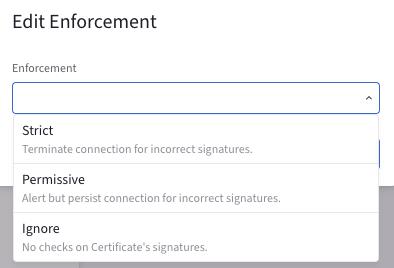 Edit Enforcement
Enforcement
Strict
Terminate connection for incorrect signatures.
Permissive
Alert but persist connection for incorrect signatures.
Ignore
No checks on Certificate's signatures.